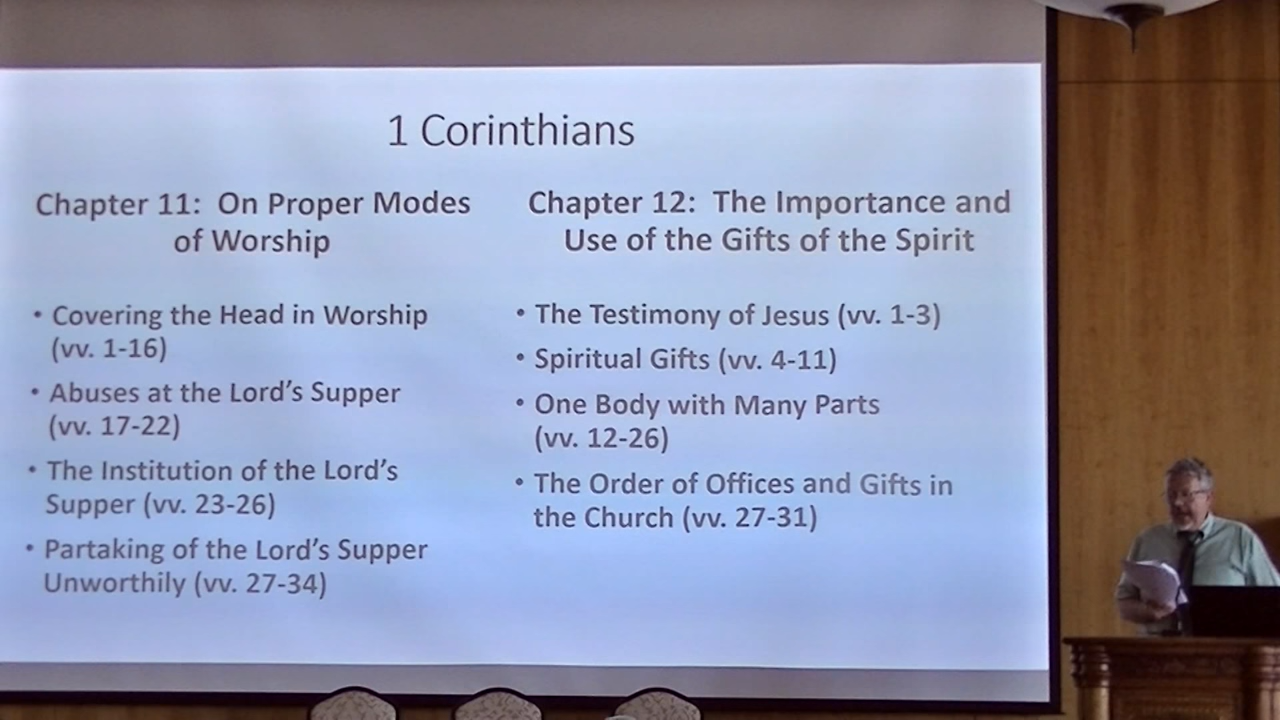 1 Corinthians
Chapter 11: On Proper Modes
of Worship
• Covering the Head in Worship
(vv. 1-16)
• Abuses at the Lord's Supper
(vv. 17-22)
• The Institution of the Lord's
Supper (vv. 23-26)
• Partaking of the Lord's Supper
Unworthily (vv. 27-34)
Chapter 12: The Importance and
Use of the Gifts of the Spirit
• The Testimony of Jesus (vv. 1-3)
• Spiritual Gifts (vv. 4-11)
• One Body with Many Parts
(vv. 12-26)
• The Order of Offices and Gifts in
the Church (vv. 27-31)